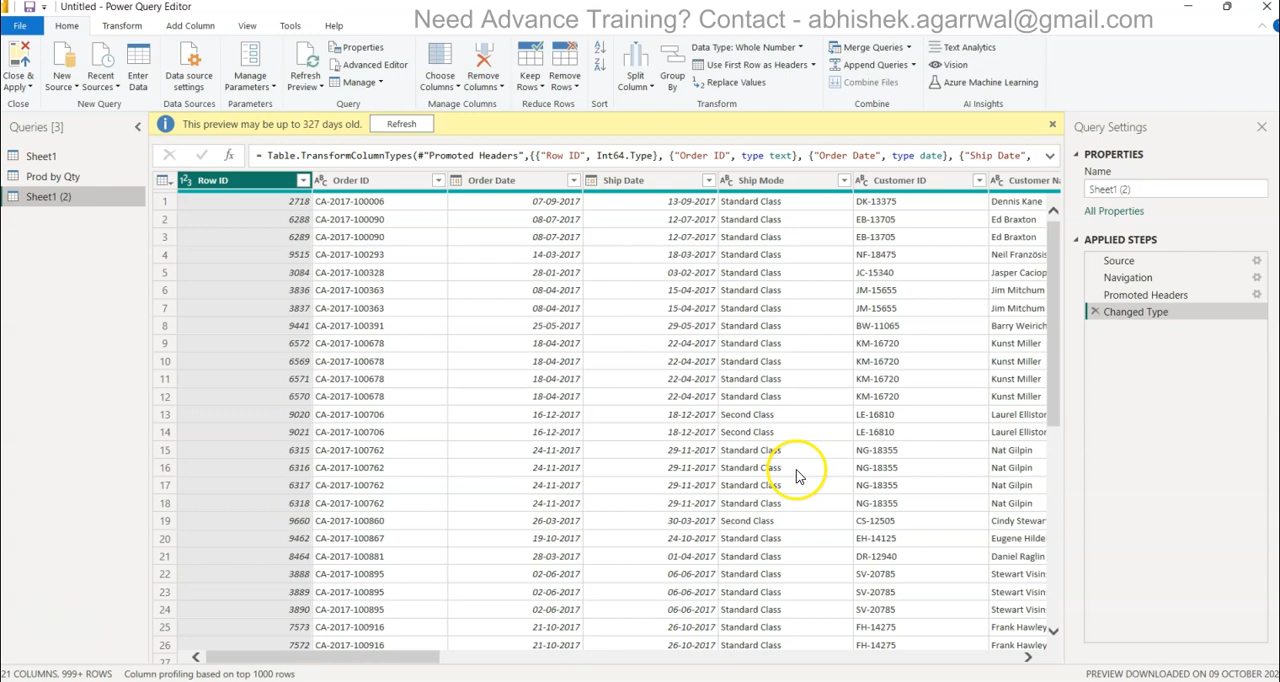 Untitled - Power Query Editor
Need Advance Training? Contact - abhishek.agarrwal@gmail.com
File Home Transform Add Column View Tools Help
Close & Apply New Source Recent Sources Enter Data Data source settings Manage Parameters Refresh Preview Properties Advanced Editor Manage Choose Columns Remove Columns Keep Rows Remove Rows Split Column Group By Data Type: Whole Number Use First Row as Headers Replace Values Merge Queries Append Queries Combine Files Text Analytics Vision Azure Machine Learning
Close New Query Data Sources Parameters Query Manage Columns Reduce Rows Sort Transform Combine AI Insights
Queries [3]
Sheet1
Prod by Qty
Sheet1 (2)
This preview may be up to 327 days old. Refresh
= Table.TransformColumnTypes(#"Promoted Headers",{{"Row ID", Int64.Type}, {"Order ID", type text}, {"Order Date", type date}, {"Ship Date",
Row ID Order ID Order Date Ship Date Ship Mode Customer ID Customer Na
1 2718 CA-2017-100006 07-09-2017 13-09-2017 Standard Class DK-13375 Dennis Kane
2 6288 CA-2017-100090 08-07-2017 12-07-2017 Standard Class EB-13705 Ed Braxton
3 6289 CA-2017-100090 08-07-2017 12-07-2017 Standard Class EB-13705 Ed Braxton
4 9515 CA-2017-100293 14-03-2017 18-03-2017 Standard Class NF-18475 Neil Französis
5 3084 CA-2017-100328 28-01-2017 03-02-2017 Standard Class JC-15340 Jasper Caciop
6 3836 CA-2017-100363 08-04-2017 15-04-2017 Standard Class JM-15655 Jim Mitchum
7 3837 CA-2017-100363 08-04-2017 15-04-2017 Standard Class JM-15655 Jim Mitchum
8 9441 CA-2017-100391 25-05-2017 29-05-2017 Standard Class BW-11065 Barry Weirich
9 6572 CA-2017-100678 18-04-2017 22-04-2017 Standard Class KM-16720 Kunst Miller
10 6569 CA-2017-100678 18-04-2017 22-04-2017 Standard Class KM-16720 Kunst Miller
11 6571 CA-2017-100678 18-04-2017 22-04-2017 Standard Class KM-16720 Kunst Miller
12 6570 CA-2017-100678 18-04-2017 22-04-2017 Standard Class KM-16720 Kunst Miller
13 9020 CA-2017-100706 16-12-2017 18-12-2017 Second Class LE-16810 Laurel Elliston
14 9021 CA-2017-100706 16-12-2017 18-12-2017 Second Class LE-16810 Laurel Elliston
15 6315 CA-2017-100762 24-11-2017 29-11-2017 Standard Class NG-18355 Nat Gilpin
16 6316 CA-2017-100762 24-11-2017 29-11-2017 Standard Class NG-18355 Nat Gilpin
17 6317 CA-2017-100762 24-11-2017 29-11-2017 Standard Class NG-18355 Nat Gilpin
18 6318 CA-2017-100762 24-11-2017 29-11-2017 Standard Class NG-18355 Nat Gilpin
19 9660 CA-2017-100860 26-03-2017 30-03-2017 Second Class CS-12505 Cindy Stewar
20 9462 CA-2017-100867 19-10-2017 24-10-2017 Standard Class EH-14125 Eugene Hilde
21 8464 CA-2017-100881 28-03-2017 01-04-2017 Standard Class DR-12940 Daniel Raglin
22 3888 CA-2017-100895 02-06-2017 06-06-2017 Standard Class SV-20785 Stewart Visin
23 3889 CA-2017-100895 02-06-2017 06-06-2017 Standard Class SV-20785 Stewart Visin
24 3890 CA-2017-100895 02-06-2017 06-06-2017 Standard Class SV-20785 Stewart Visin
25 7573 CA-2017-100916 21-10-2017 26-10-2017 Standard Class FH-14275 Frank Hawley
26 7572 CA-2017-100916 21-10-2017 26-10-2017 Standard Class FH-14275 Frank Hawley
Query Settings
PROPERTIES
Name
Sheet1 (2)
All Properties
APPLIED STEPS
Source
Navigation
Promoted Headers
Changed Type
21 COLUMNS, 999+ ROWS Column profiling based on top 1000 rows PREVIEW DOWNLOADED ON 09 OCTOBER 202